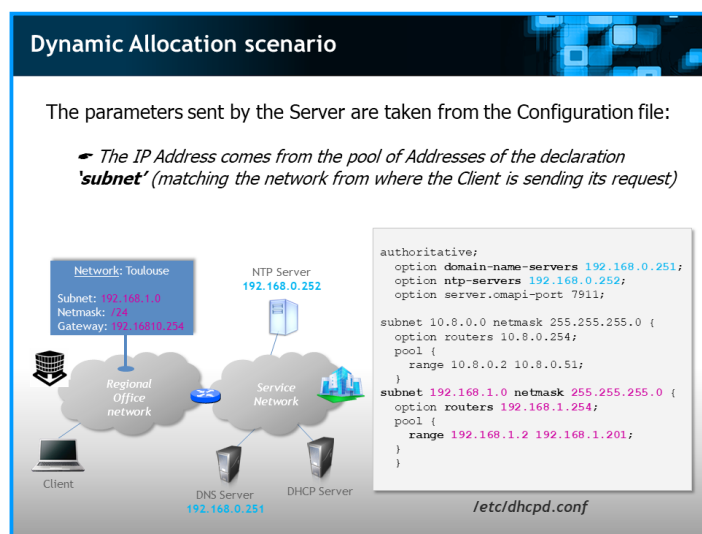 Dynamic Allocation scenario
The parameters sent by the Server are taken from the Configuration file:
☛ The IP Address comes from the pool of Addresses of the declaration
‘subnet’ (matching the network from where the Client is sending its request)
Network: Toulouse
Subnet: 192.168.1.0
Netmask: /24
Gateway: 192.16810.254
NTP Server
192.168.0.252
Regional
Office
network
Service
Network
Client
DNS Server
192.168.0.251
DHCP Server
authoritative;
option domain-name-servers 192.168.0.251;
option ntp-servers 192.168.0.252;
option server.omapi-port 7911;
subnet 10.8.0.0 netmask 255.255.255.0 {
option routers 10.8.0.254;
pool {
range 10.8.0.2 10.8.0.51;
}
subnet 192.168.1.0 netmask 255.255.255.0 {
option routers 192.168.1.254;
pool {
range 192.168.1.2 192.168.1.201;
}
}
/etc/dhcpd.conf